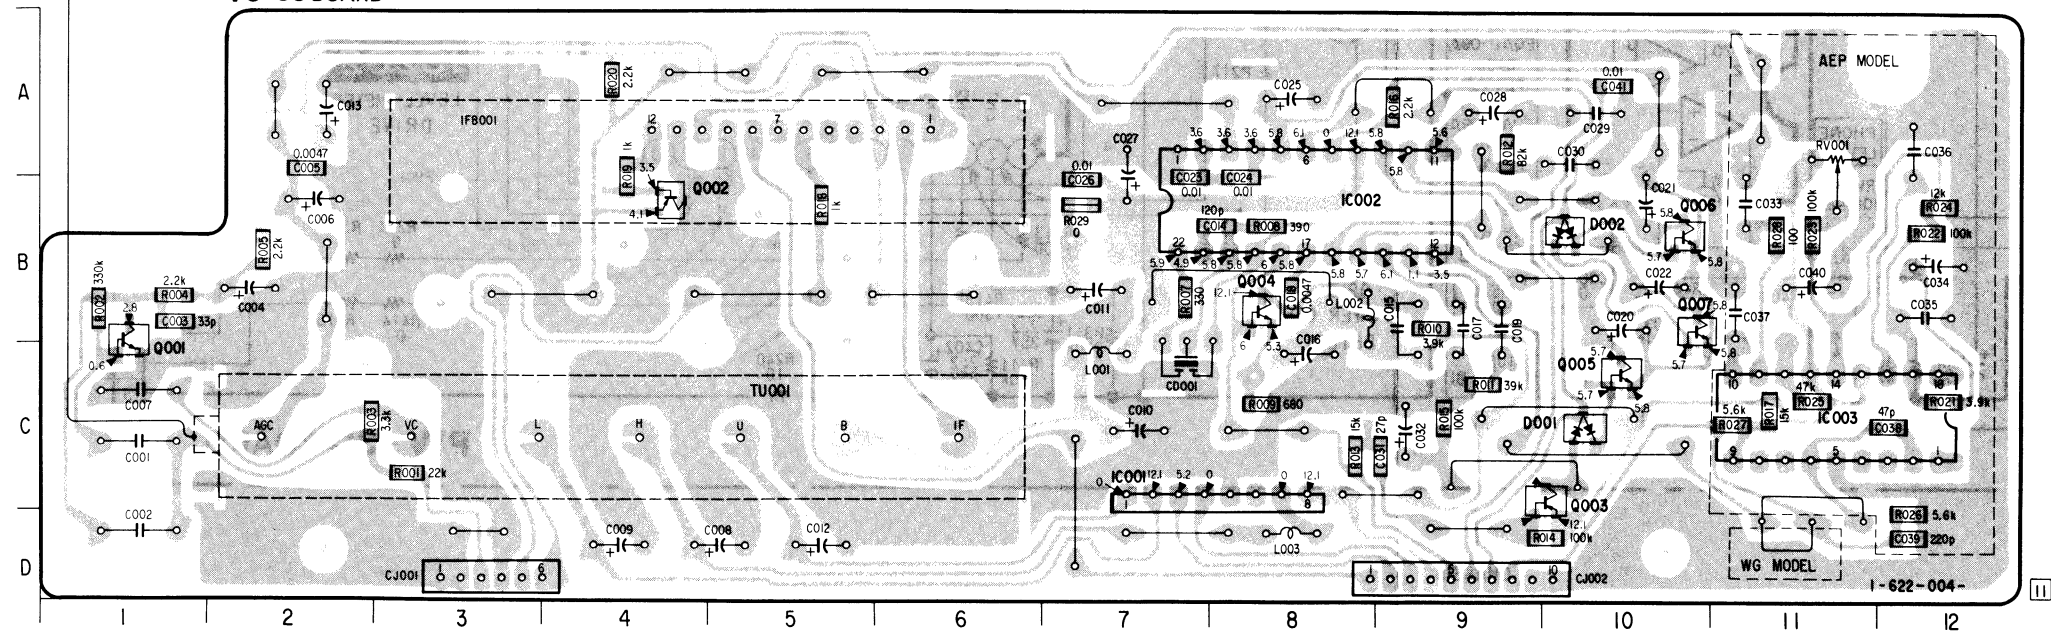 BOARD
A
B
C
D
1 2 3 4 5 6 7 8 9 10 11 12
AEP MODEL
WG MODEL
1-622-004-
11
IFB001
12 7 1
C013
+
0.0047
C005
C006
+
R005
2.2k
C004
+
R002
330k
2.2k
R004
C003 33p
2.8
Q001
0.6
C007
C001
C002
R020
2.2k
R019
1k
3.5
Q002
4.1
R018
1k
TU001
AGC
VC
L
H
U
B
IF
R003
3.3k
R001 22k
C009
+
C008
+
C012
+
CJ001
1 6
C027
+
0.01
C026
R029
0
C011
+
L001
CD001
C010
+
IC001
0 12.1 5.2 0 0 12.1
1 8
L003
C025
+
3.6 3.6 3.6 5.8 6.1 0 12.1 5.8 5.6
1 6 11
5.8
C023
0.01
C024
0.01
IC002
120p
C014
R008 390
22 17 12
5.9 4.9 5.8 5.8 6 5.8 5.8 5.7 6.1 1.1 3.5
R007
330
Q004
12.1
6 5.3
C018
0.0047
L002
C016
+
C015
R010
3.9k
C017
C019
R009 680
R011 39k
R013
15k
C031
27p
C032
+
R015
100k
R016
2.2k
C028
+
C029
0.01
C041
R012
82k
C030
D002
C021
+
Q006
5.8
5.7 5.8
C022
+
Q007
5.8
5.7 5.8
C020
+
Q005
5.7
5.7 5.8
D001
Q003
12.1
R014
100k
CJ002
1 10
RV001
C036
C033
R028
100
R023
100k
12k
R024
R022 100k
C034
+
C040
C035
C037
10 14 18
47k
R025
R017
15k
5.6k
R027
IC003
47p
C038
R021
3.9k
9 5 1
R026 5.6k
C039 220p